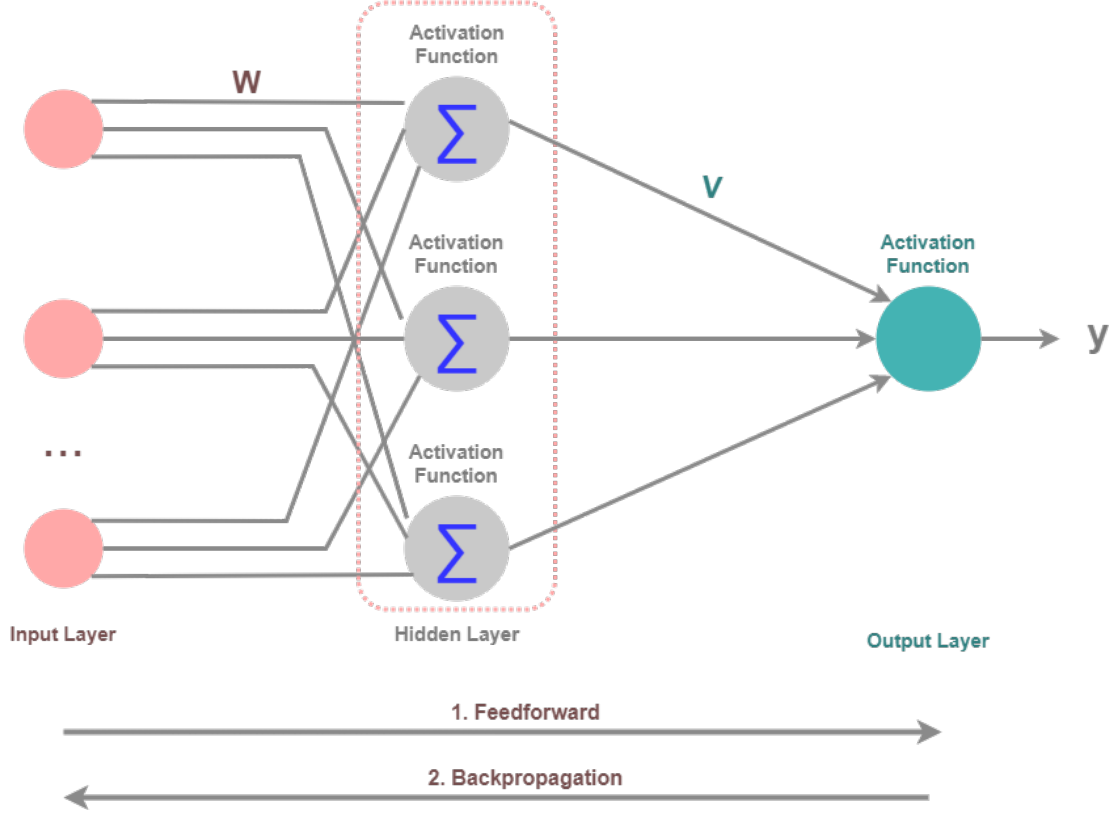 Activation
Function
W
∑
V
Activation
Function
∑
Activation
Function
y
...
Activation
Function
∑
Input Layer
Hidden Layer
Output Layer
1. Feedforward
2. Backpropagation